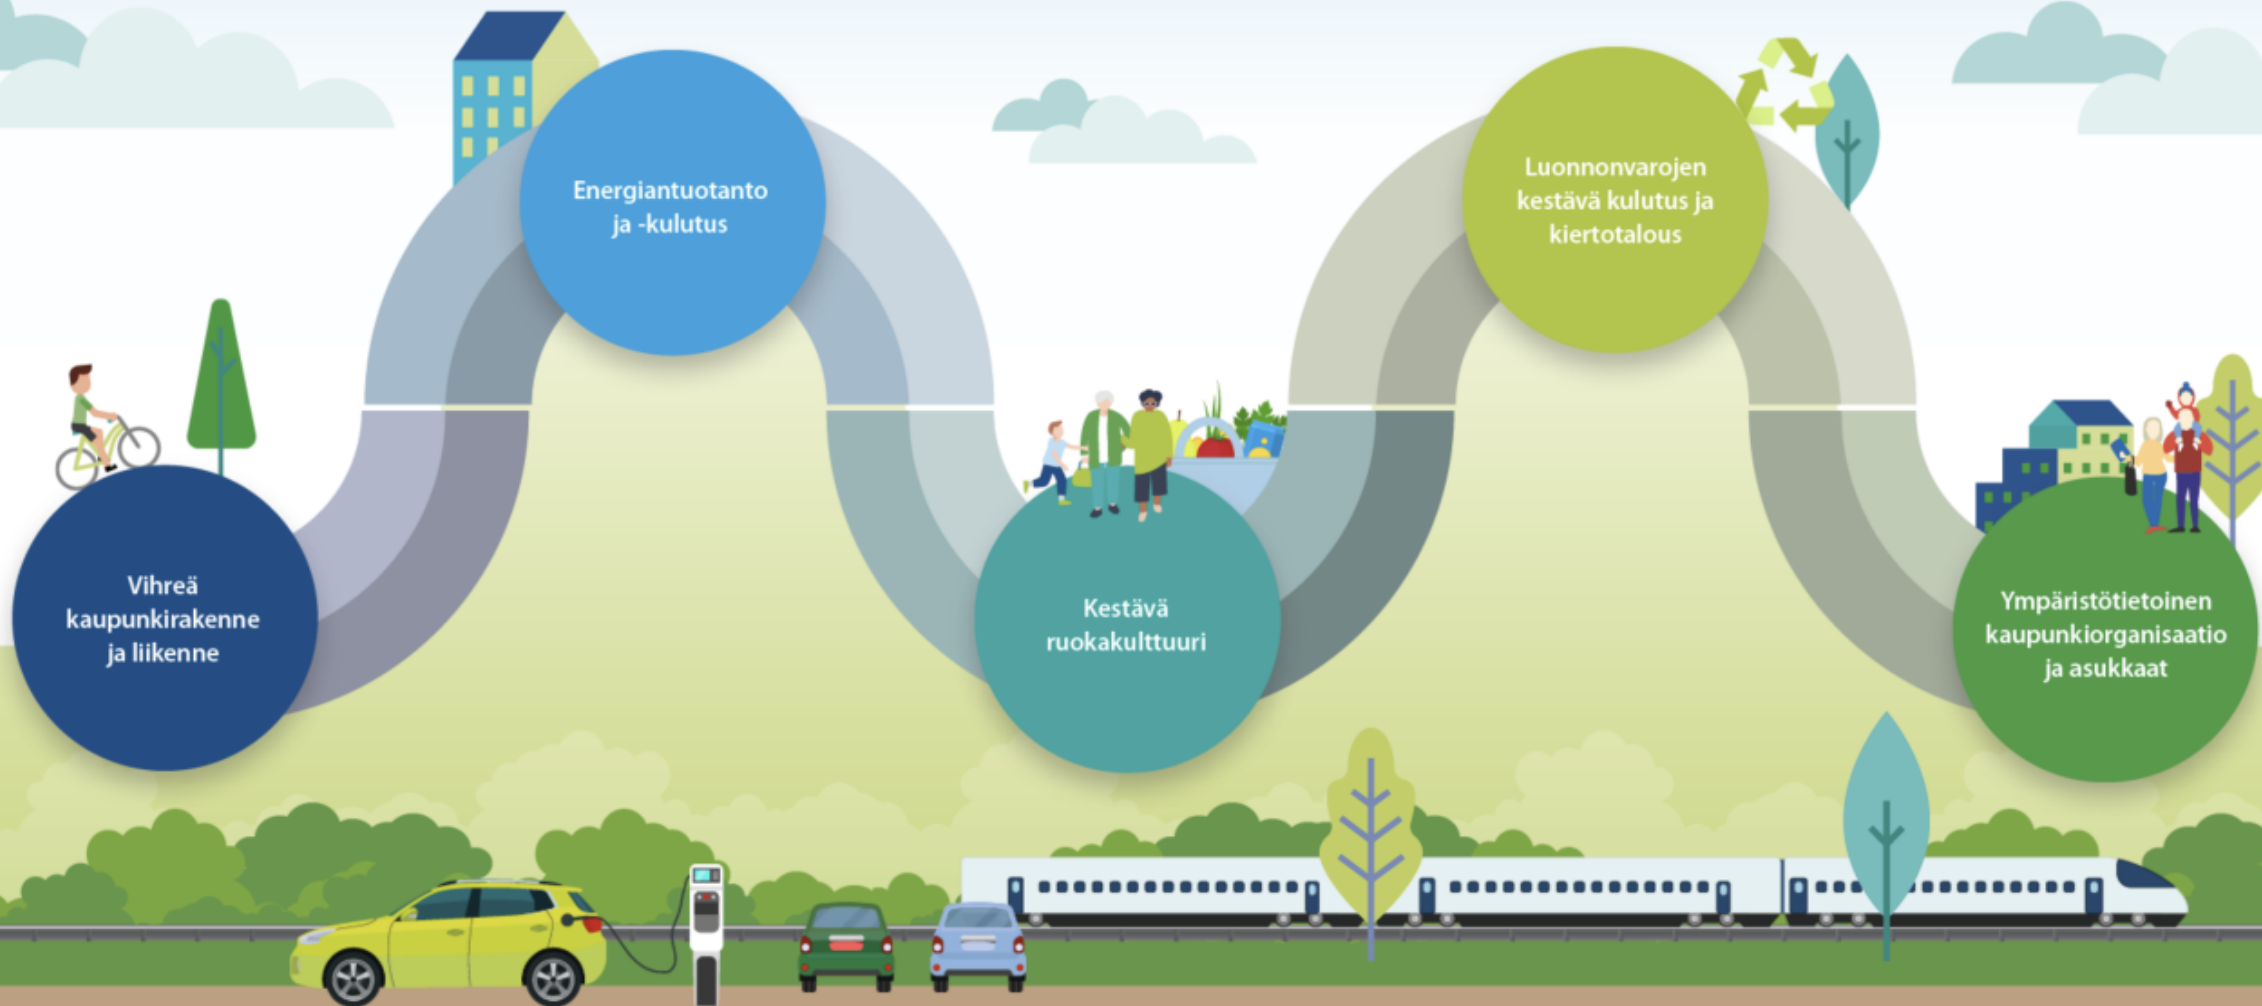 Vihreä
kaupunkirakenne
ja liikenne
Energiantuotanto
ja -kulutus
Kestävä
ruokakulttuuri
Luonnonvarojen
kestävä kulutus ja
kiertotalous
Ympäristötietoinen
kaupunkiorganisaatio
ja asukkaat